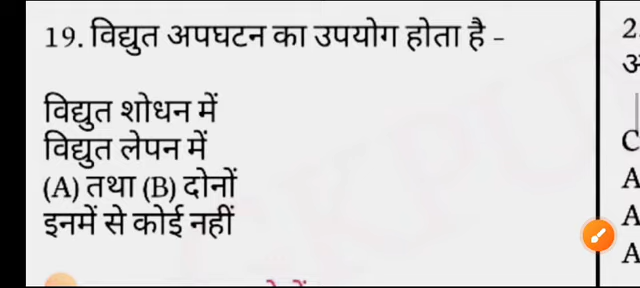 19. विद्युत अपघटन का उपयोग होता है -
विद्युत शोधन में
विद्युत लेपन में
(A) तथा (B) दोनों
इनमें से कोई नहीं
2.
C
A
A
A